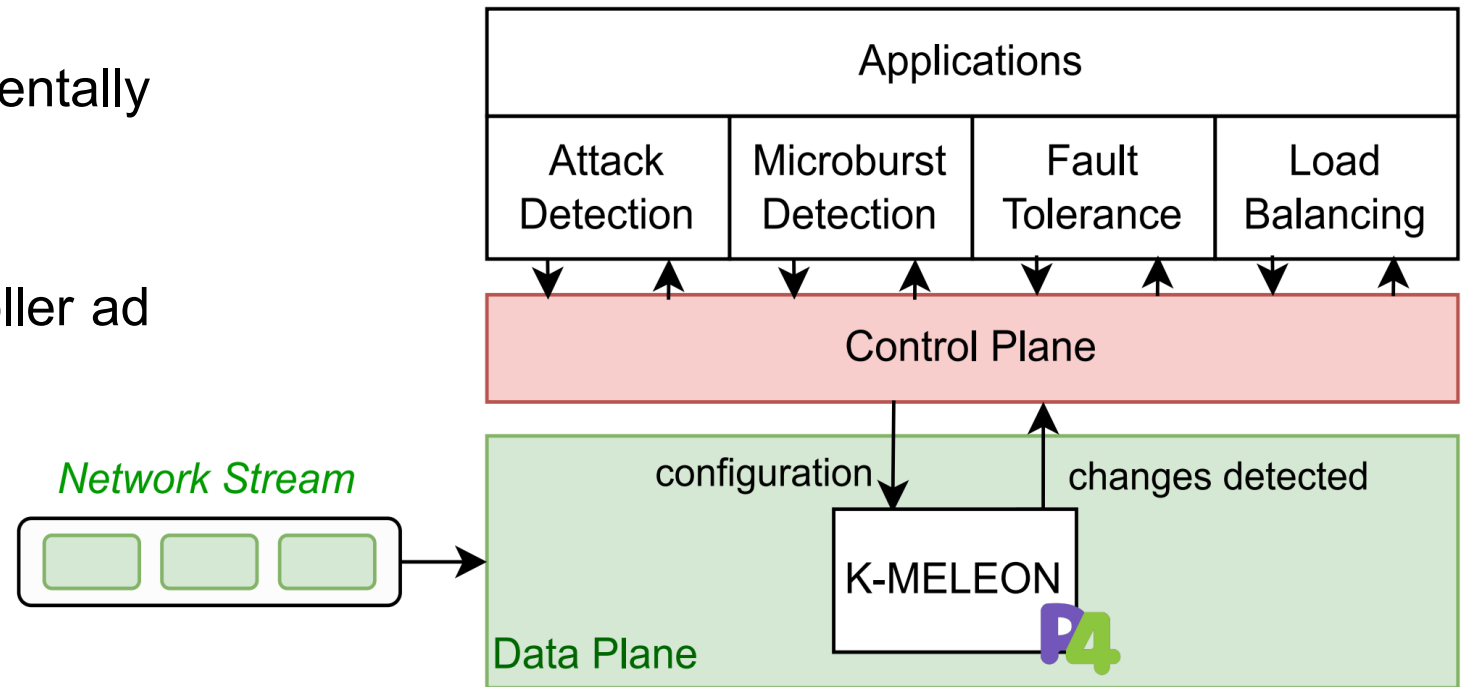 entally
ller ad
Applications
Attack
Detection
Microburst
Detection
Fault
Tolerance
Load
Balancing
Control Plane
configuration
changes detected
Network Stream
K-MELEON
P4
Data Plane